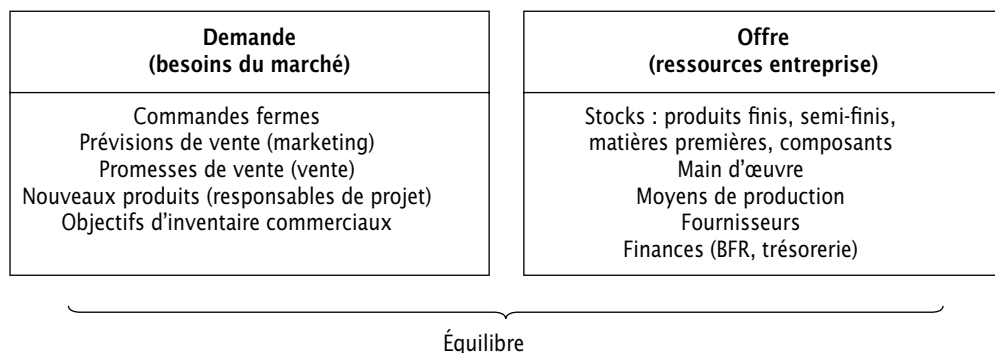 Demande
(besoins du marché)
Commandes fermes
Prévisions de vente (marketing)
Promesses de vente (vente)
Nouveaux produits (responsables de projet)
Objectifs d'inventaire commerciaux
Offre
(ressources entreprise)
Stocks : produits finis, semi-finis,
matières premières, composants
Main d'œuvre
Moyens de production
Fournisseurs
Finances (BFR, trésorerie)
Équilibre